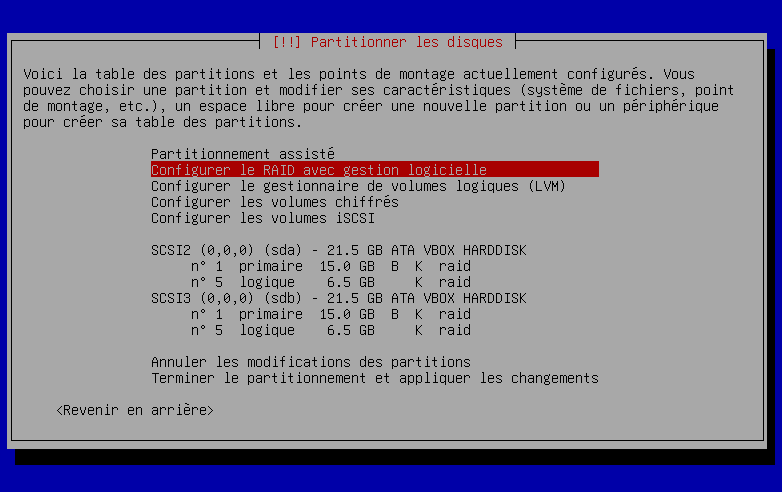 [!!] Partitionner les disques
Voici la table des partitions et les points de montage actuellement configurés. Vous
pouvez choisir une partition et modifier ses caractéristiques (système de fichiers, point
de montage, etc.), un espace libre pour créer une nouvelle partition ou un périphérique
pour créer sa table des partitions.
Partitionnement assisté
Configurer le RAID avec gestion logicielle
Configurer le gestionnaire de volumes logiques (LVM)
Configurer les volumes chiffrés
Configurer les volumes iSCSI
SCSI2 (0,0,0) (sda) - 21.5 GB ATA VBOX HARDDISK
n° 1 primaire 15.0 GB B K raid
n° 5 logique 6.5 GB K raid
SCSI3 (0,0,0) (sdb) - 21.5 GB ATA VBOX HARDDISK
n° 1 primaire 15.0 GB B K raid
n° 5 logique 6.5 GB K raid
Annuler les modifications des partitions
Terminer le partitionnement et appliquer les changements
<Revenir en arrière>